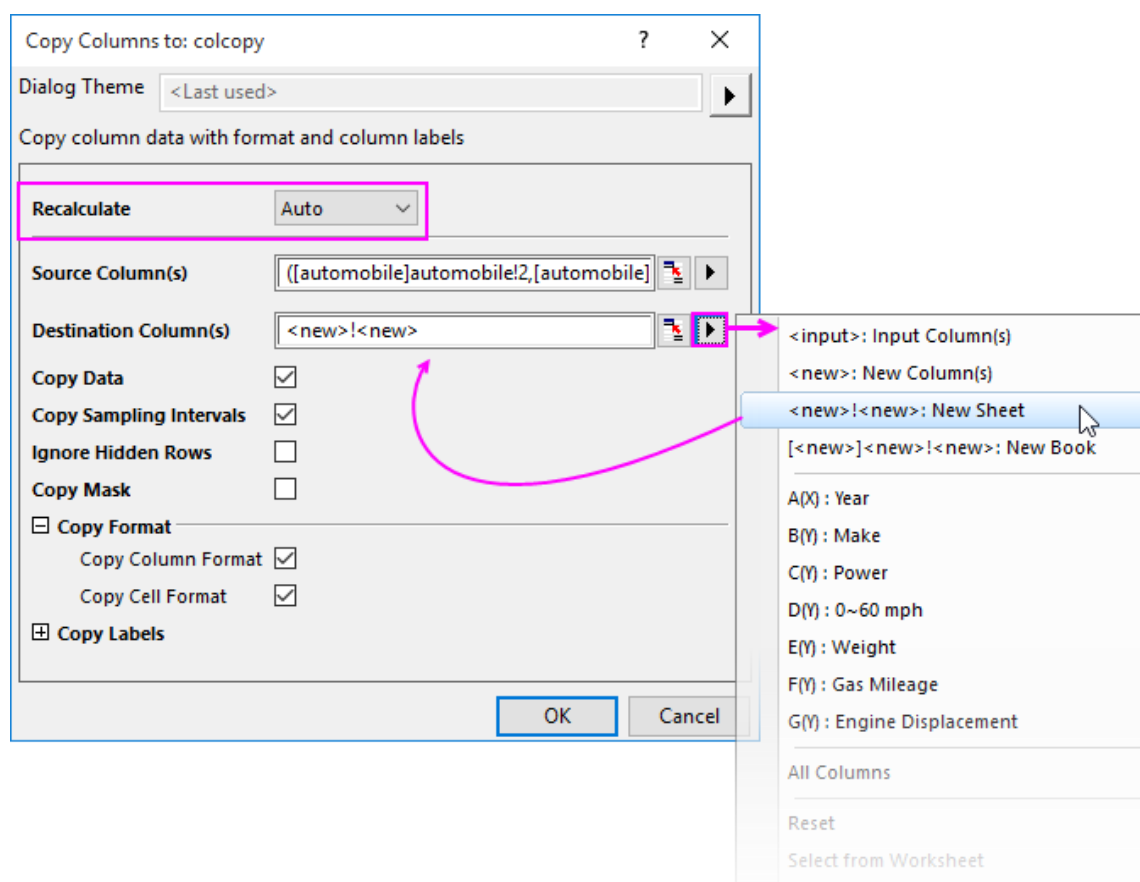 Copy Columns to: colcopy ? ×
Dialog Theme <Last used>
Copy column data with format and column labels
Recalculate Auto
Source Column(s) ([automobile]automobile!2,[automobile]
Destination Column(s) <new>!<new>
Copy Data
Copy Sampling Intervals
Ignore Hidden Rows
Copy Mask
Copy Format
Copy Column Format
Copy Cell Format
Copy Labels
OK Cancel
<input>: Input Column(s)
<new>: New Column(s)
<new>!<new>: New Sheet
[<new>]<new>!<new>: New Book
A(X) : Year
B(Y) : Make
C(Y) : Power
D(Y) : 0~60 mph
E(Y) : Weight
F(Y) : Gas Mileage
G(Y) : Engine Displacement
All Columns
Reset
Select from Worksheet